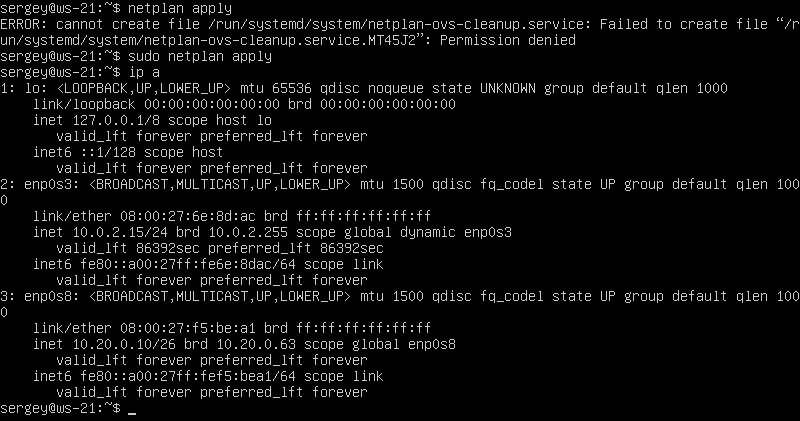 sergey@ws-21:~$ netplan apply
ERROR: cannot create file /run/systemd/system/netplan-ovs-cleanup.service: Failed to create file “/r
un/systemd/system/netplan-ovs-cleanup.service.MT45J2”: Permission denied
sergey@ws-21:~$ sudo netplan apply
sergey@ws-21:~$ ip a
1: lo: <LOOPBACK,UP,LOWER_UP> mtu 65536 qdisc noqueue state UNKNOWN group default qlen 1000
    link/loopback 00:00:00:00:00:00 brd 00:00:00:00:00:00
    inet 127.0.0.1/8 scope host lo
       valid_lft forever preferred_lft forever
    inet6 ::1/128 scope host
       valid_lft forever preferred_lft forever
2: enp0s3: <BROADCAST,MULTICAST,UP,LOWER_UP> mtu 1500 qdisc fq_codel state UP group default qlen 100
0
    link/ether 08:00:27:6e:8d:ac brd ff:ff:ff:ff:ff:ff
    inet 10.0.2.15/24 brd 10.0.2.255 scope global dynamic enp0s3
       valid_lft 86392sec preferred_lft 86392sec
    inet6 fe80::a00:27ff:fe6e:8dac/64 scope link
       valid_lft forever preferred_lft forever
3: enp0s8: <BROADCAST,MULTICAST,UP,LOWER_UP> mtu 1500 qdisc fq_codel state UP group default qlen 100
0
    link/ether 08:00:27:f5:be:a1 brd ff:ff:ff:ff:ff:ff
    inet 10.20.0.10/26 brd 10.20.0.63 scope global enp0s8
       valid_lft forever preferred_lft forever
    inet6 fe80::a00:27ff:fef5:bea1/64 scope link
       valid_lft forever preferred_lft forever
sergey@ws-21:~$ _